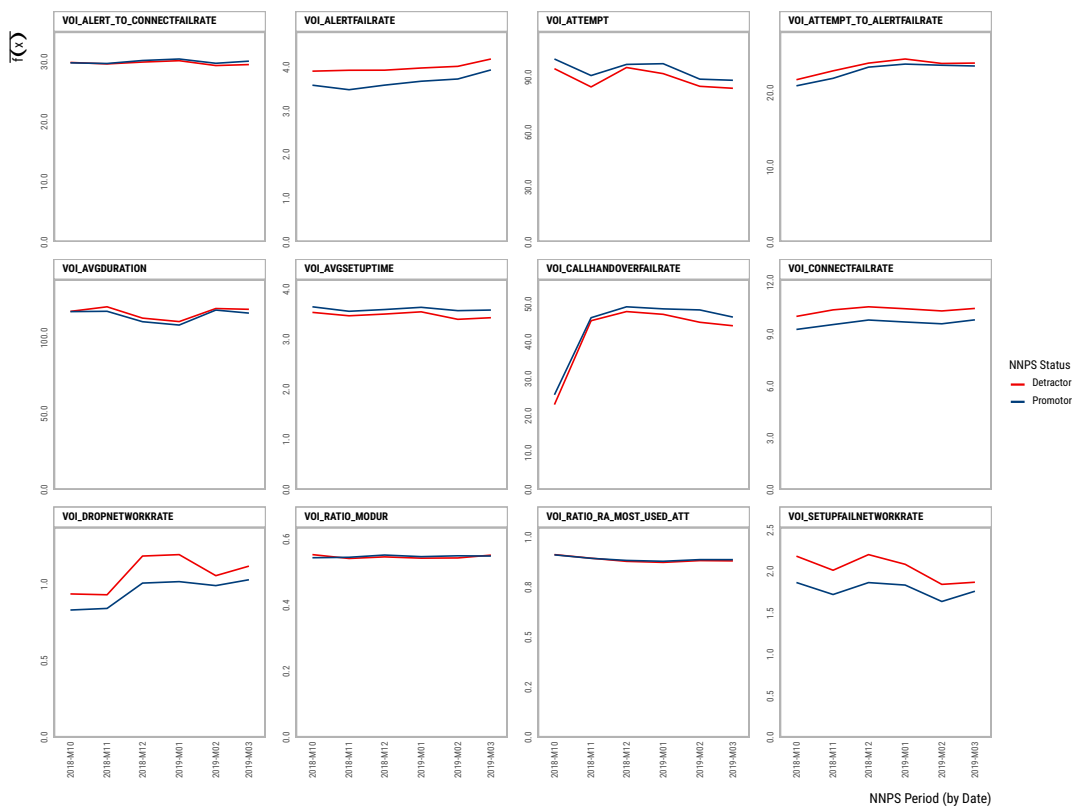 f(x)
VOI_ALERT_TO_CONNECTFAILRATE
30.0
20.0
10.0
0.0
VOI_ALERTFAILRATE
4.0
3.0
2.0
1.0
0.0
VOI_ATTEMPT
90.0
60.0
30.0
0.0
VOI_ATTEMPT_TO_ALERTFAILRATE
20.0
10.0
0.0
VOI_AVGDURATION
100.0
50.0
0.0
VOI_AVGSETUPTIME
4.0
3.0
2.0
1.0
0.0
VOI_CALLHANDOVERFAILRATE
50.0
40.0
30.0
20.0
10.0
0.0
VOI_CONNECTFAILRATE
12.0
9.0
6.0
3.0
0.0
NNPS Status
Detractor
Promotor
VOI_DROPNETWORKRATE
1.0
0.5
0.0
VOI_RATIO_MODUR
0.6
0.4
0.2
0.0
VOI_RATIO_RA_MOST_USED_ATT
1.0
0.8
0.5
0.2
0.0
VOI_SETUPFAILNETWORKRATE
2.5
2.0
1.5
1.0
0.5
0.0
2018-M10
2018-M11
2018-M12
2019-M01
2019-M02
2019-M03
2018-M10
2018-M11
2018-M12
2019-M01
2019-M02
2019-M03
2018-M10
2018-M11
2018-M12
2019-M01
2019-M02
2019-M03
2018-M10
2018-M11
2018-M12
2019-M01
2019-M02
2019-M03
NNPS Period (by Date)